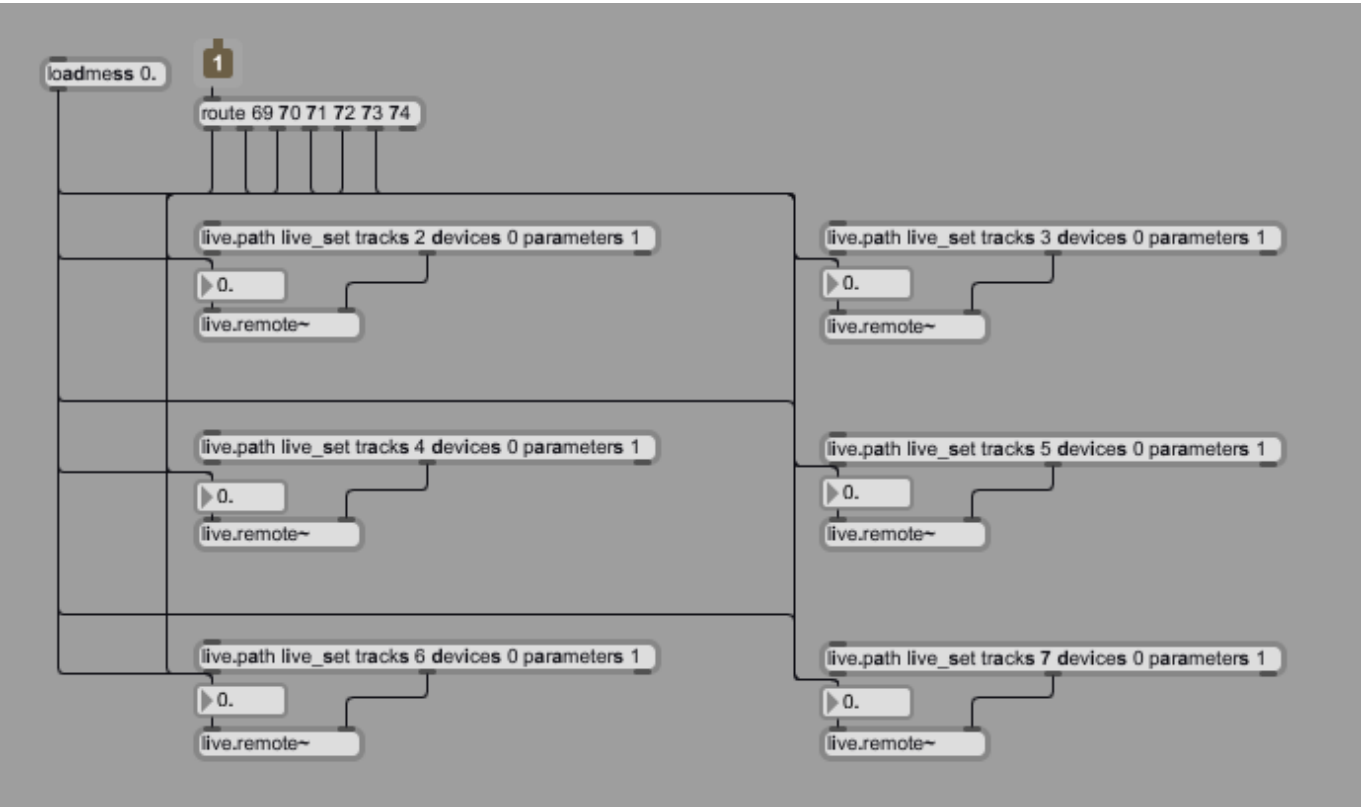 loadmess 0.
1
route 69 70 71 72 73 74
live.path live_set tracks 2 devices 0 parameters 1
0.
live.remote~
live.path live_set tracks 3 devices 0 parameters 1
0.
live.remote~
live.path live_set tracks 4 devices 0 parameters 1
0.
live.remote~
live.path live_set tracks 5 devices 0 parameters 1
0.
live.remote~
live.path live_set tracks 6 devices 0 parameters 1
0.
live.remote~
live.path live_set tracks 7 devices 0 parameters 1
0.
live.remote~